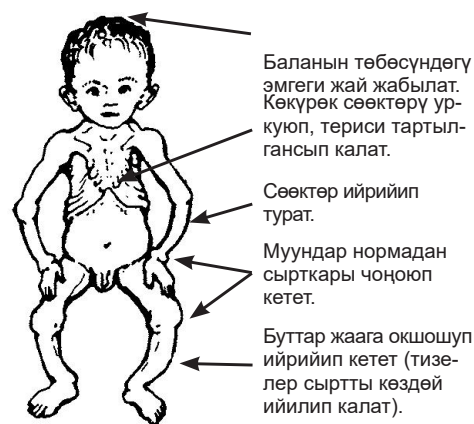 Баланын төбөсүндөгү
эмгеги жай жабылат.
Көкүрөк сөөктөрү ур-
куюп, териси тартыл-
гансып калат.
Сөөктөр ийрийип
турат.
Муундар нормадан
сырткары чоңоюп
кетет.
Буттар жаага окшошуп
ийрийип кетет (тизе-
лер сыртты көздөй
ийилип калат).